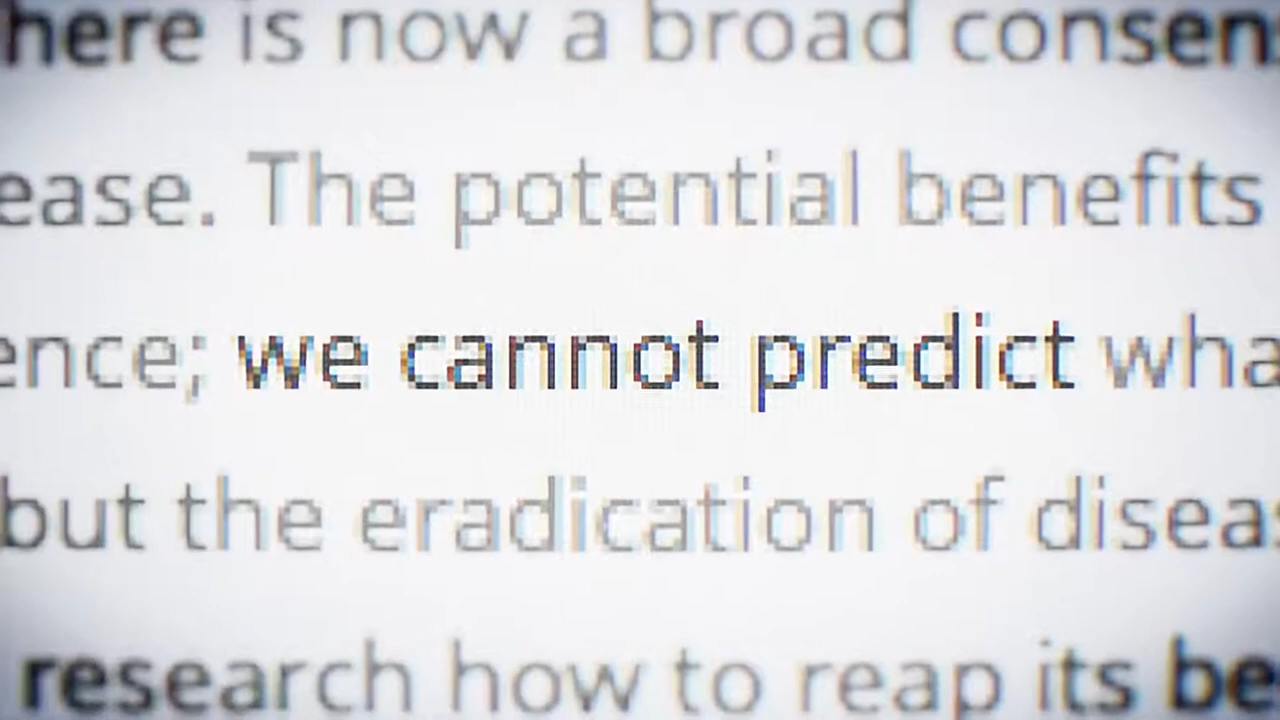 here is now a broad consens
ease. The potential benefits
ence; we cannot predict wha
but the eradication of diseas
research how to reap its be